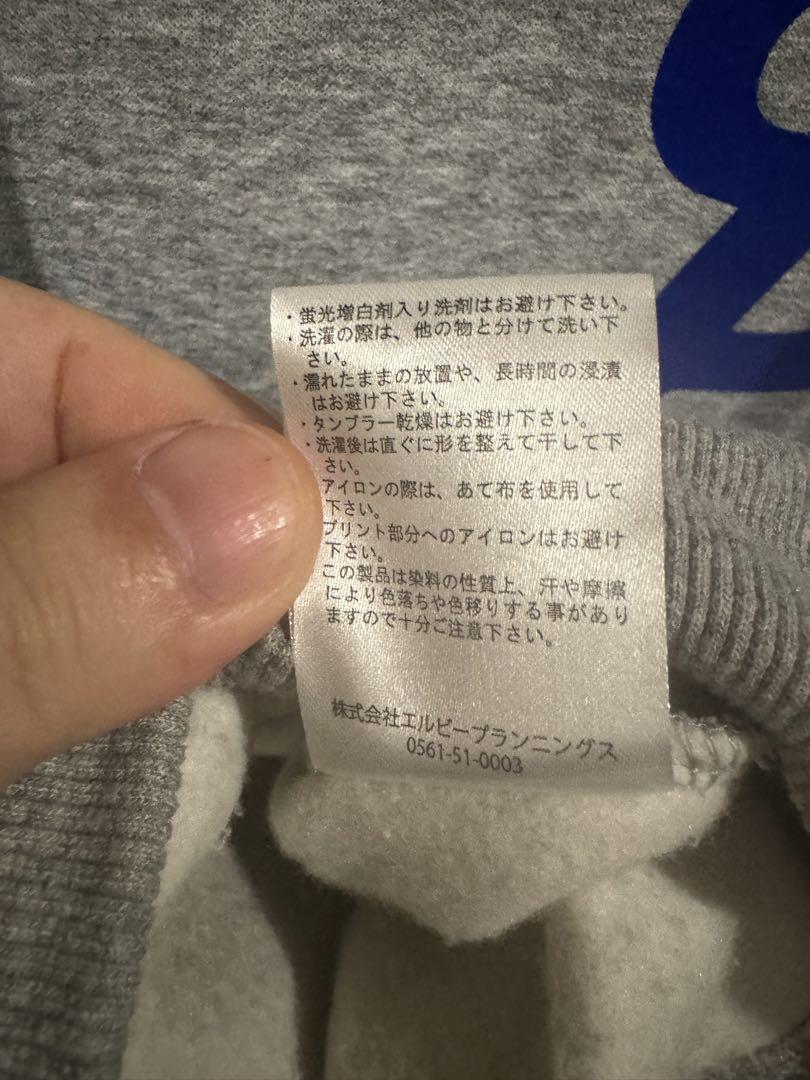 ・蛍光増白剤入り洗剤はお避け下さい。
・洗濯の際は、他の物と分けて洗い下
さい。
・濡れたままの放置や、長時間の浸漬
はお避け下さい。
・タンブラー乾燥はお避け下さい。
・洗濯後は直ぐに形を整えて干して下
さい。
アイロンの際は、あて布を使用して
下さい。
プリント部分へのアイロンはお避け
下さい。
この製品は染料の性質上、汗や摩擦
により色落ちや色移りする事があり
ますので十分ご注意下さい。
株式会社エルピープランニングス
0561-51-0003